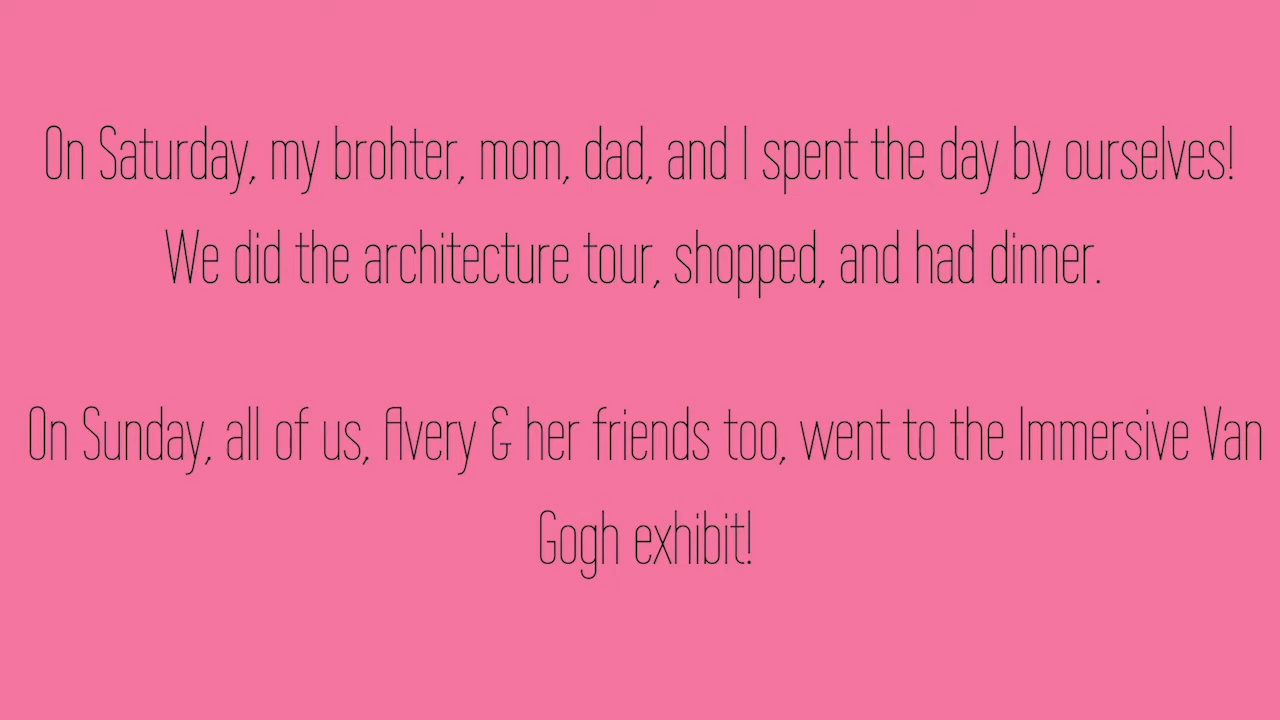 On Saturday, my brohter, mom, dad, and I spent the day by ourselves!
We did the architecture tour, shopped, and had dinner.
On Sunday, all of us, Avery & her friends too, went to the Immersive Van
Gogh exhibit!